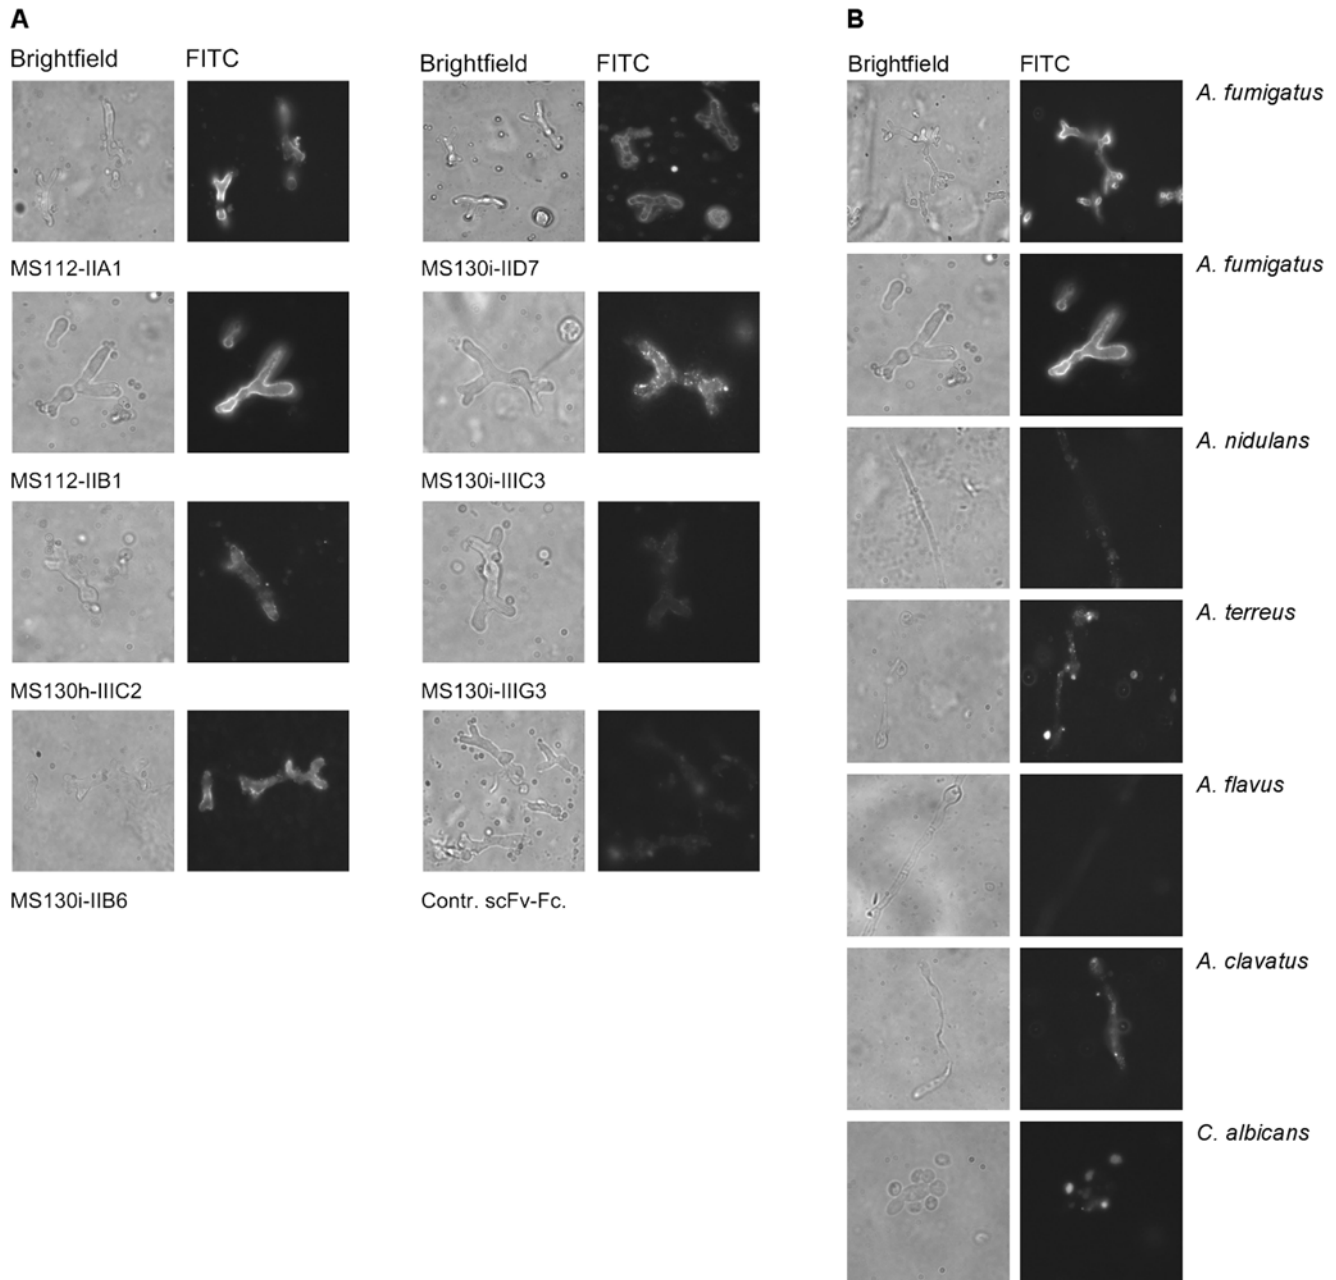 A
B
Brightfield FITC
Brightfield FITC
Brightfield FITC
A. fumigatus
MS112-IIA1
MS130i-IID7
A. fumigatus
MS112-IIB1
MS130i-IIIC3
A. nidulans
MS130h-IIIC2
MS130i-IIIG3
A. terreus
MS130i-IIB6
Contr. scFv-Fc.
A. flavus
A. clavatus
C. albicans